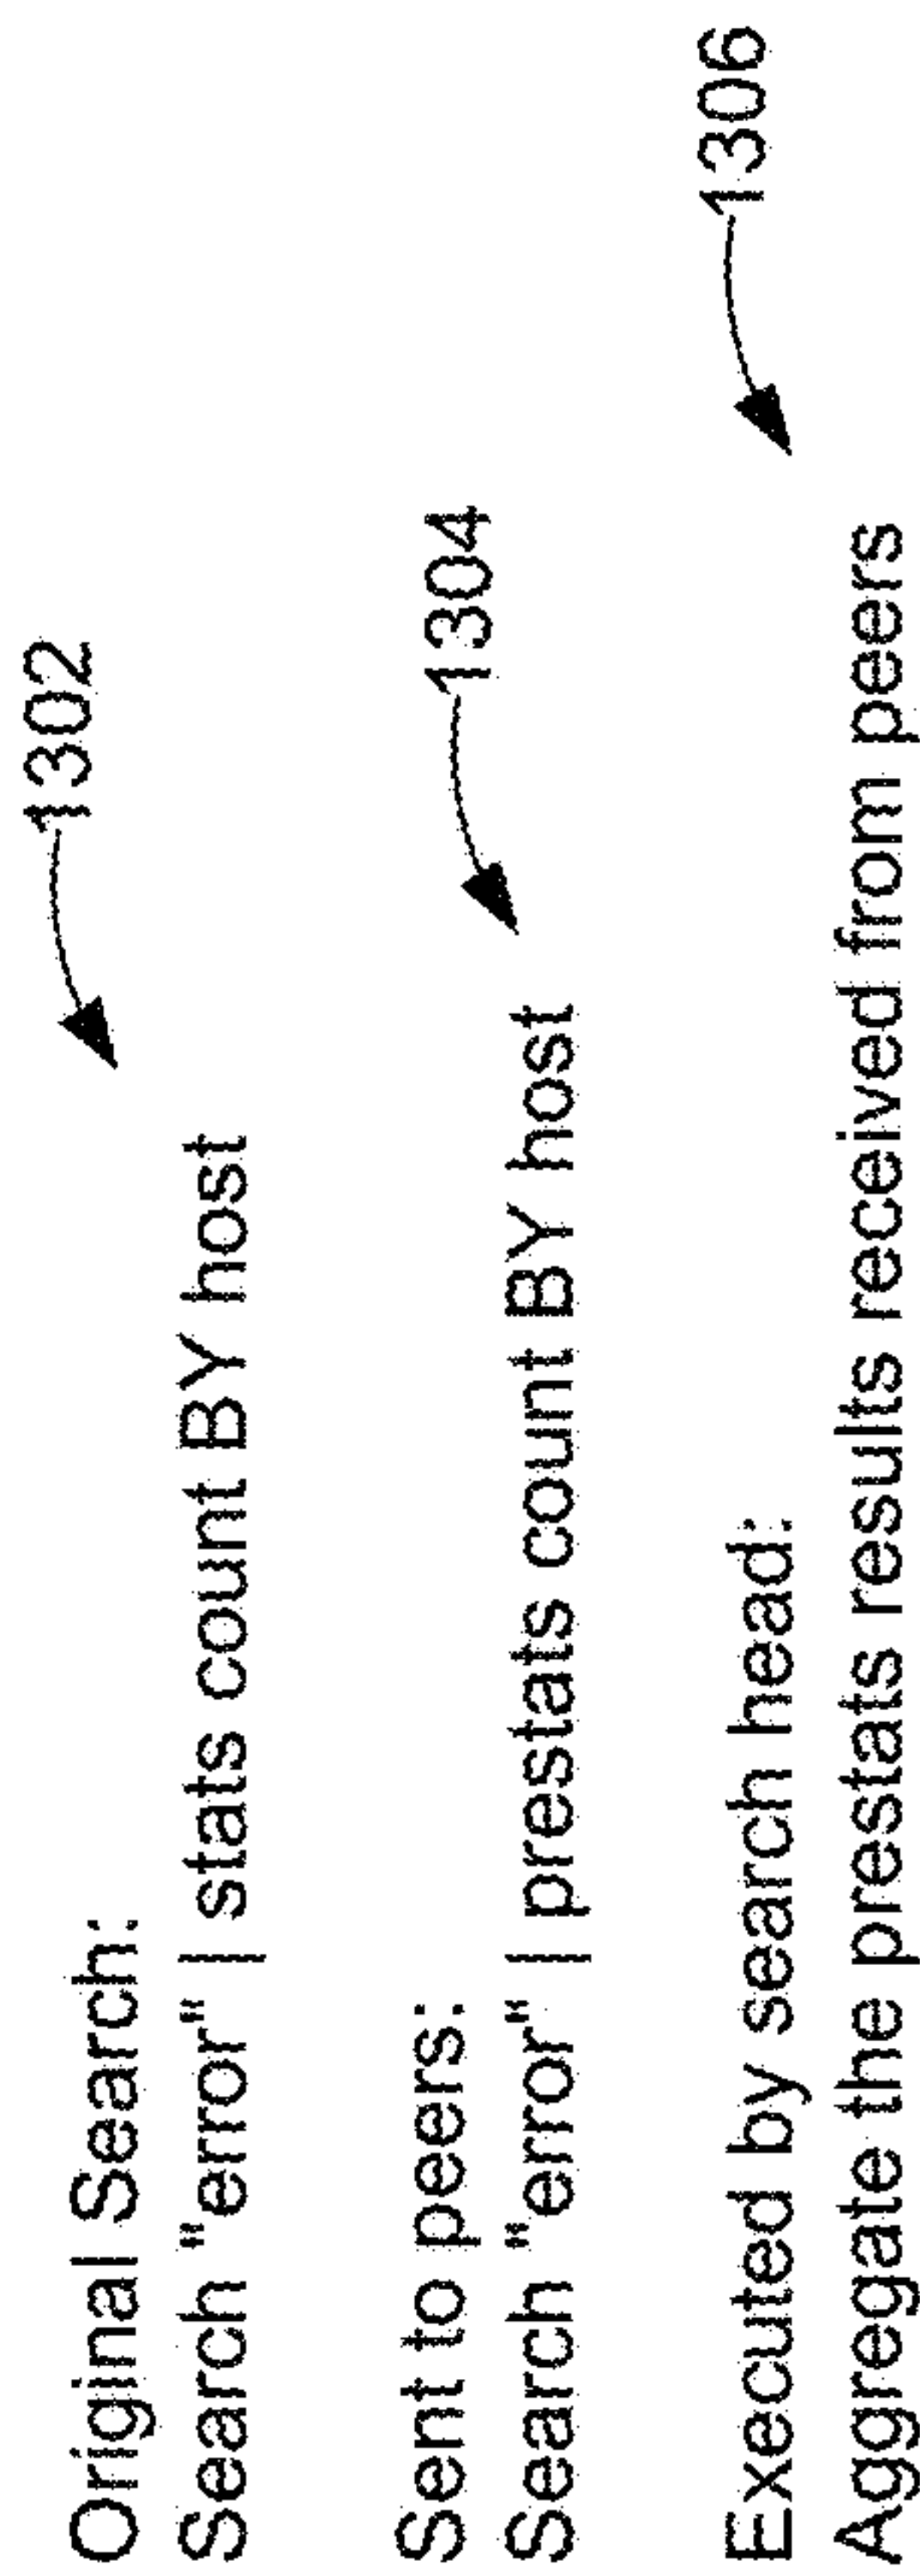 Original Search: 1302
Search "error" | stats count BY host
Sent to peers: 1304
Search "error" | prestats count BY host
Executed by search head: 1306
Aggregate the prestats results received from peers